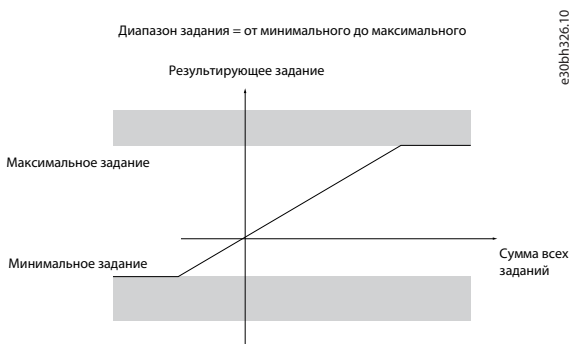 Диапазон задания = от минимального до максимального
e30bh326.10
Результирующее задание
Максимальное задание
Минимальное задание
Сумма всех
заданий